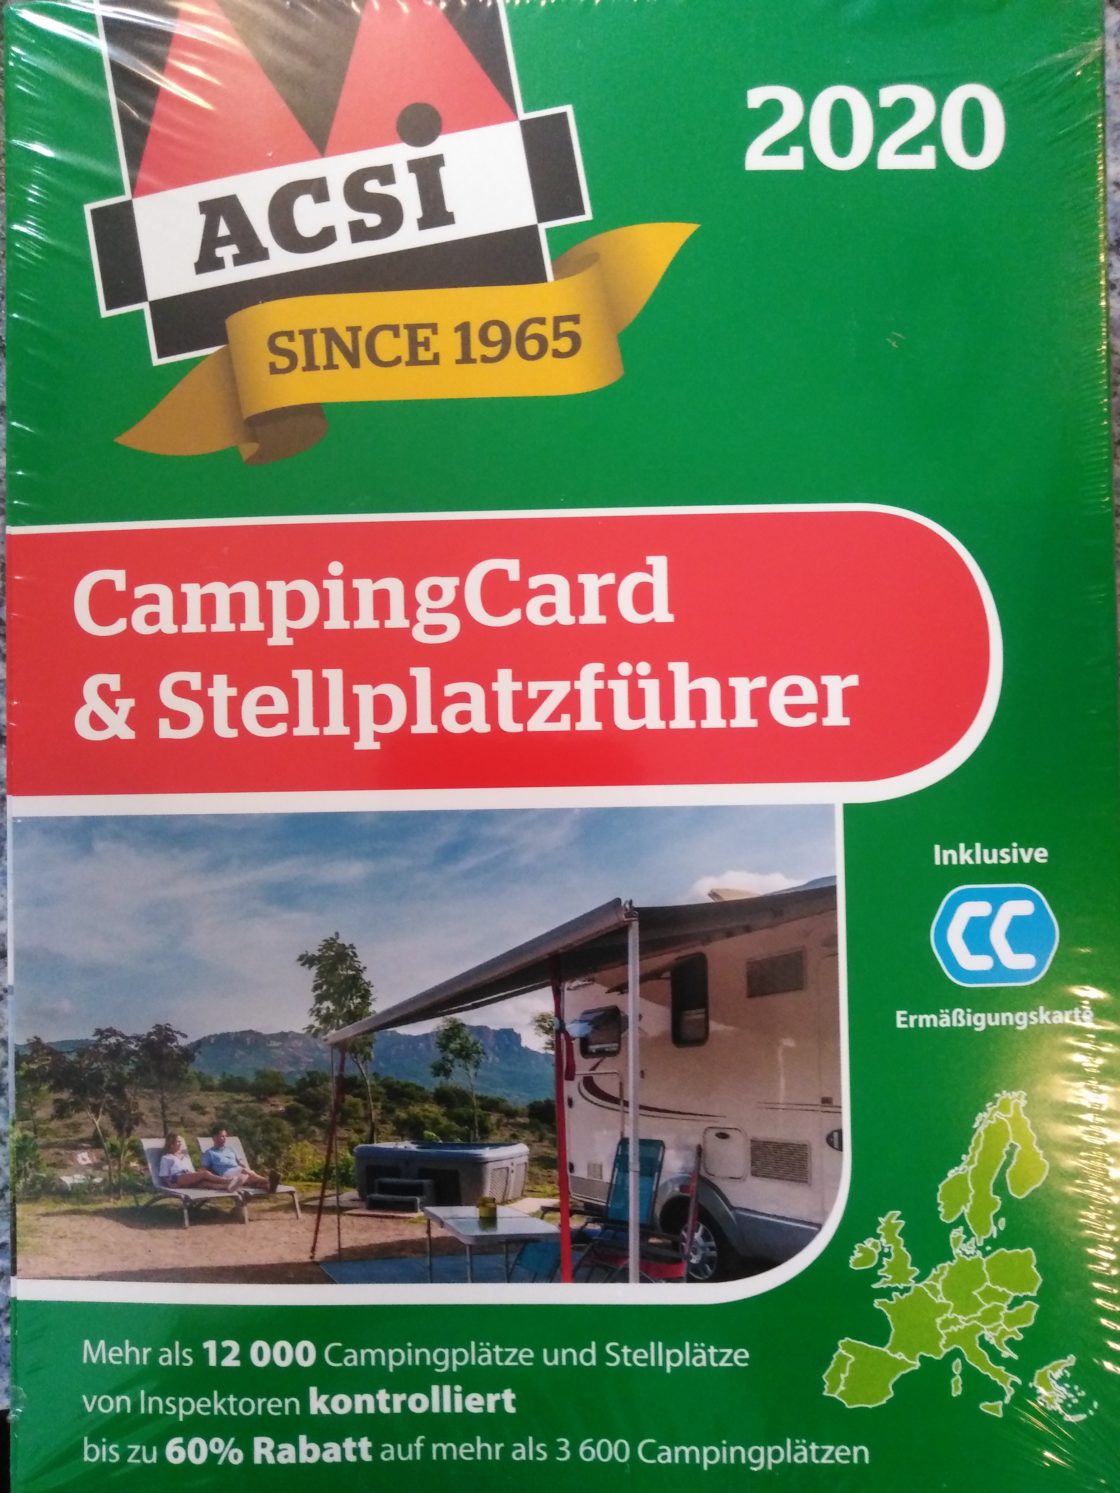 2020
ACSI
SINCE 1965
CampingCard
& Stellplatzführer
Inklusive
CC
Ermäßigungskarte
Mehr als 12 000 Campingplätze und Stellplätze
von Inspektoren kontrolliert
bis zu 60% Rabatt auf mehr als 3 600 Campingplätzen